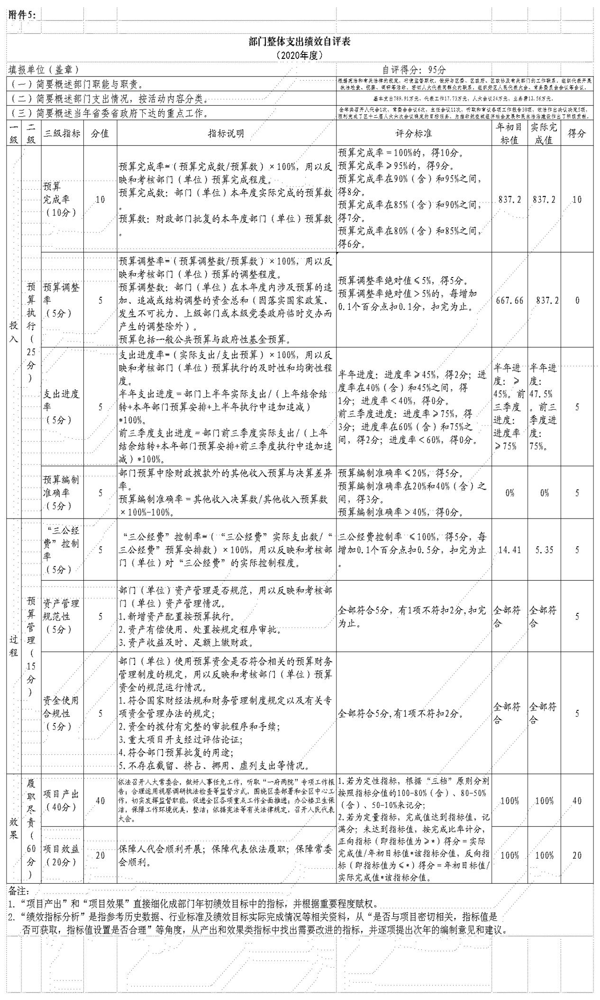 附件5:
部门整体支出绩效自评表
（2020年度）
填报单位（盖章）
自评得分: 95分
（一）简要概述部门职能与职责。
根据宪法和有关法律的规定，行使监督职权。做好与区委、区政府、区政协及有关部门的工作联系。组织代表开展
执法检查、视察、调研等活动，密切人大代表同群众的联系。组织好区人民代表大会、常务委员会会议等会议。
（二）简要概述部门支出情况，按活动内容分类。
基本支出789.91万元、代表工作17.73万元，人大会议24万元，业务费12.56万元。
（三）简要概述当年省委省政府下达的重点工作。
全年共召开人代会1次，常委会会议6次，主任会议11次，听取和审议各项工作报告30项，依法作出决议决定5项，
顺利完成了区十二届人大六次会议确定的目标任务，为推动航空城经济社会发展和民主法治建设作出了积极贡献。
一级
二级
三级指标
分值
指标说明
评分标准
年初目
标值
实际完
成值
得分
投入
预算执行（25分）
预算
完成率
（10分）
10
预算完成率=（预算完成数/预算数）×100%，用以反
映和考核部门（单位）预算完成程度。
预算完成数: 部门（单位）本年度实际完成的预算数
。
预算数: 财政部门批复的本年度部门（单位）预算数
。
预算完成率＝100%的，得10分。
预算完成率≥95%的，得9分。
预算完成率在90%（含）和95%之间，
得8分。
预算完成率在85%（含）和90%之间，
得7分。
预算完成率在80%（含）和85%之间，
得6分。
837.2
837.2
10
预算调整
率
（5分）
5
预算调整率=（预算调整数/预算数）×100%，用以反
映和考核部门（单位）预算的调整程度。
预算调整数: 部门（单位）在本年度内涉及预算的追
加、追减或结构调整的资金总和（因落实国家政策、
发生不可抗力、上级部门或本级党委政府临时交办而
产生的调整除外）。
预算包括一般公共预算与政府性基金预算。
预算调整率绝对值≤5%，得5分。
预算调整率绝对值＞5%的，每增加
0.1个百分点扣0.1分，扣完为止。
667.66
837.2
0
支出进度
率
（5分）
5
支出进度率=（实际支出/支出预算）×100%，用以反
映和考核部门（单位）预算执行的及时性和均衡性程
度。
半年支出进度＝部门上半年实际支出/（上年结余结
转+本年部门预算安排+上半年执行中追加追减）
*100%。
前三季度支出进度＝部门前三季度实际支出/（上年
结余结转+本年部门预算安排+前三季度执行中追加追
减）*100%。
半年进度: 进度率≥45%，得2分; 进
度率在40%（含）和45%之间，得
1分; 进度率＜40%，得0分。
前三季度进度: 进度率≥75%，得
3分; 进度率在60%（含）和75%之
间，得2分; 进度率＜60%，得0分。
半年进
度: ≥
45%。前
三季度
进度:
进度率
≥75%
半年进
度:
47.5%
。前三
季度进
度:
75%。
5
预算编制
准确率
（5分）
5
部门预算中除财政拨款外的其他收入预算与决算差异
率。
预算编制准确率＝其他收入决算数/其他收入预算数
×100%-100%。
预算编制准确率≤20%，得5分。
预算编制准确率在20%和40%（含）之
间，得3分。
预算编制准确率＞40%，得0分。
0%
0%
5
过程
预算管理（15分）
“三公经
费”控制
率
（5分）
5
“三公经费”控制率=（“三公经费”实际支出数/“
三公经费”预算安排数）×100%，用以反映和考核部
门（单位）对“三公经费”的实际控制程度。
三公经费控制率 ≤100%，得5分，每
增加0.1个百分点扣0.5分，扣完为止
。
14.41
5.35
5
资产管理
规范性
（5分）
5
部门（单位）资产管理是否规范，用以反映和考核部
门（单位）资产管理情况。
1.新增资产配置按预算执行。
2.资产有偿使用、处置按规定程序审批。
3.资产收益及时、足额上缴财政。
全部符合5分，有1项不符扣2分,扣完
为止。
全部符
合
全部符
合
5
资金使用
合规性
（5分）
5
部门（单位）使用预算资金是否符合相关的预算财务
管理制度的规定，用以反映和考核部门（单位）预算
资金的规范运行情况。
1.符合国家财经法规和财务管理制度规定以及有关专
项资金管理办法的规定;
2.资金的拨付有完整的审批程序和手续;
3.重大项目开支经过评估论证;
4.符合部门预算批复的用途;
5.不存在截留、挤占、挪用、虚列支出等情况。
全部符合5分,有1项不符扣2分。
全部符
合
全部符
合
5
效果
履职尽责（60分）
项目产出
（40分）
40
依法召开人大常委会，做好人事任免工作，听取“一府两院”专项工作报
告；合理运用视察调研执法检查等监督方式，围绕区委部署和全区中心工
作，切实发挥监督职能，促进全区各项重点工作全面推进；办公楼卫生保
洁，保障工作环境优美，整洁；依据宪法等有关法律规定，召开人民代表
大会。
1.若为定性指标，根据“三档”原则分别
按照指标分值的100-80%(含）、80-50%
（含）、50-10%来记分;
2.若为定量指标，完成值达到指标值，记
满分; 未达到指标值，按完成比率计分，
正向指标（即指标值为≥*）得分＝实际
完成值/年初目标值*该指标分值，反向指
标（即指标值为≤*）得分＝年初目标值/
实际完成值*该指标分值。
100%
100%
40
项目效益
（20分）
20
保障人代会顺利开展；保障代表依法履职；保障常委
会顺利。
100%
100%
20
备注:
1.“项目产出”和“项目效果”直接细化成部门年初绩效目标中的指标，并根据重要程度赋权。
2.“绩效指标分析”是指参考历史数据、行业标准及绩效目标实际完成情况等相关资料，从“是否与项目密切相关，指标值是
否可获取，指标值设置是否合理”等角度，从产出和效果类指标中找出需要改进的指标，并逐项提出次年的编制意见和建议。